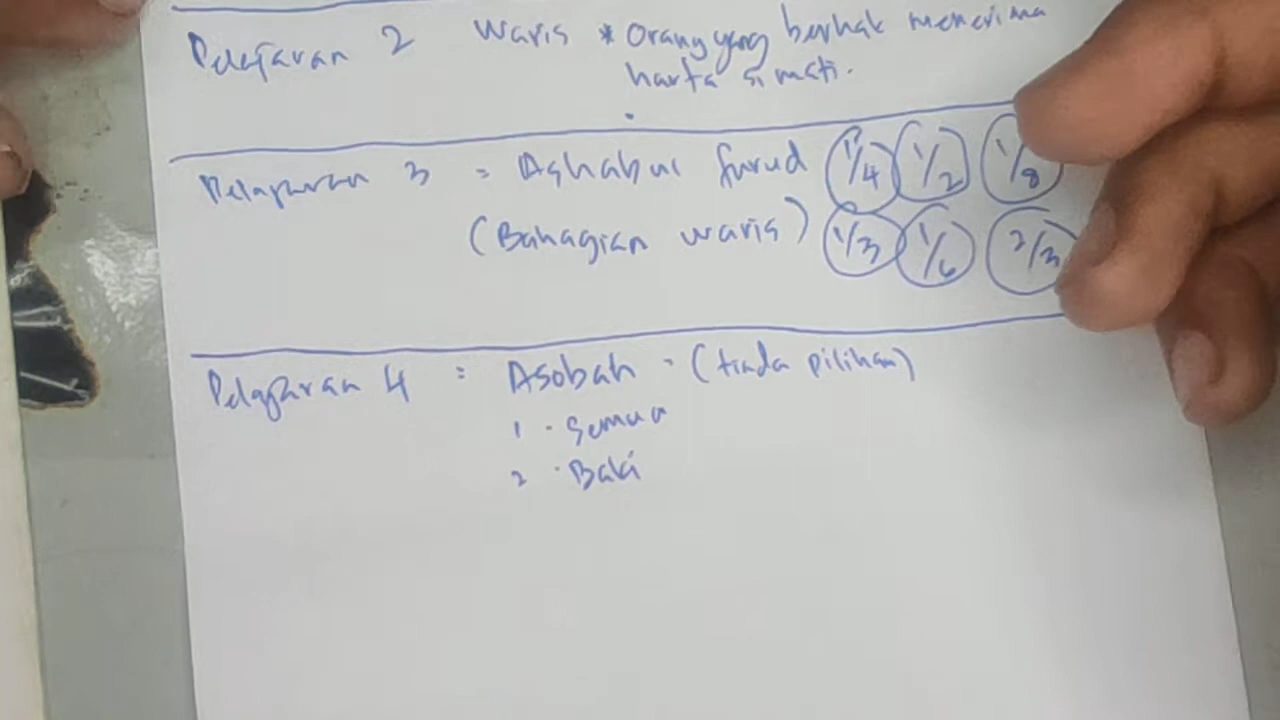 Pelajaran 2 Waris * Orang yang berhak menerima
harta si mati.
Pelajaran 3 = Ashabul furud 1/4 1/2 1/8
(Bahagian waris) 1/3 1/6 2/3
Pelajaran 4 = Asobah - (tiada pilihan)
1 . Semua
2 . Baki